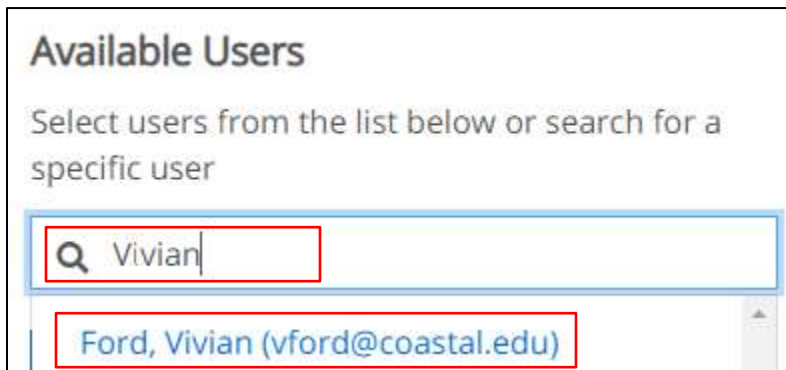 Available Users
Select users from the list below or search for a
specific user
Vivian
Ford, Vivian (vford@coastal.edu)